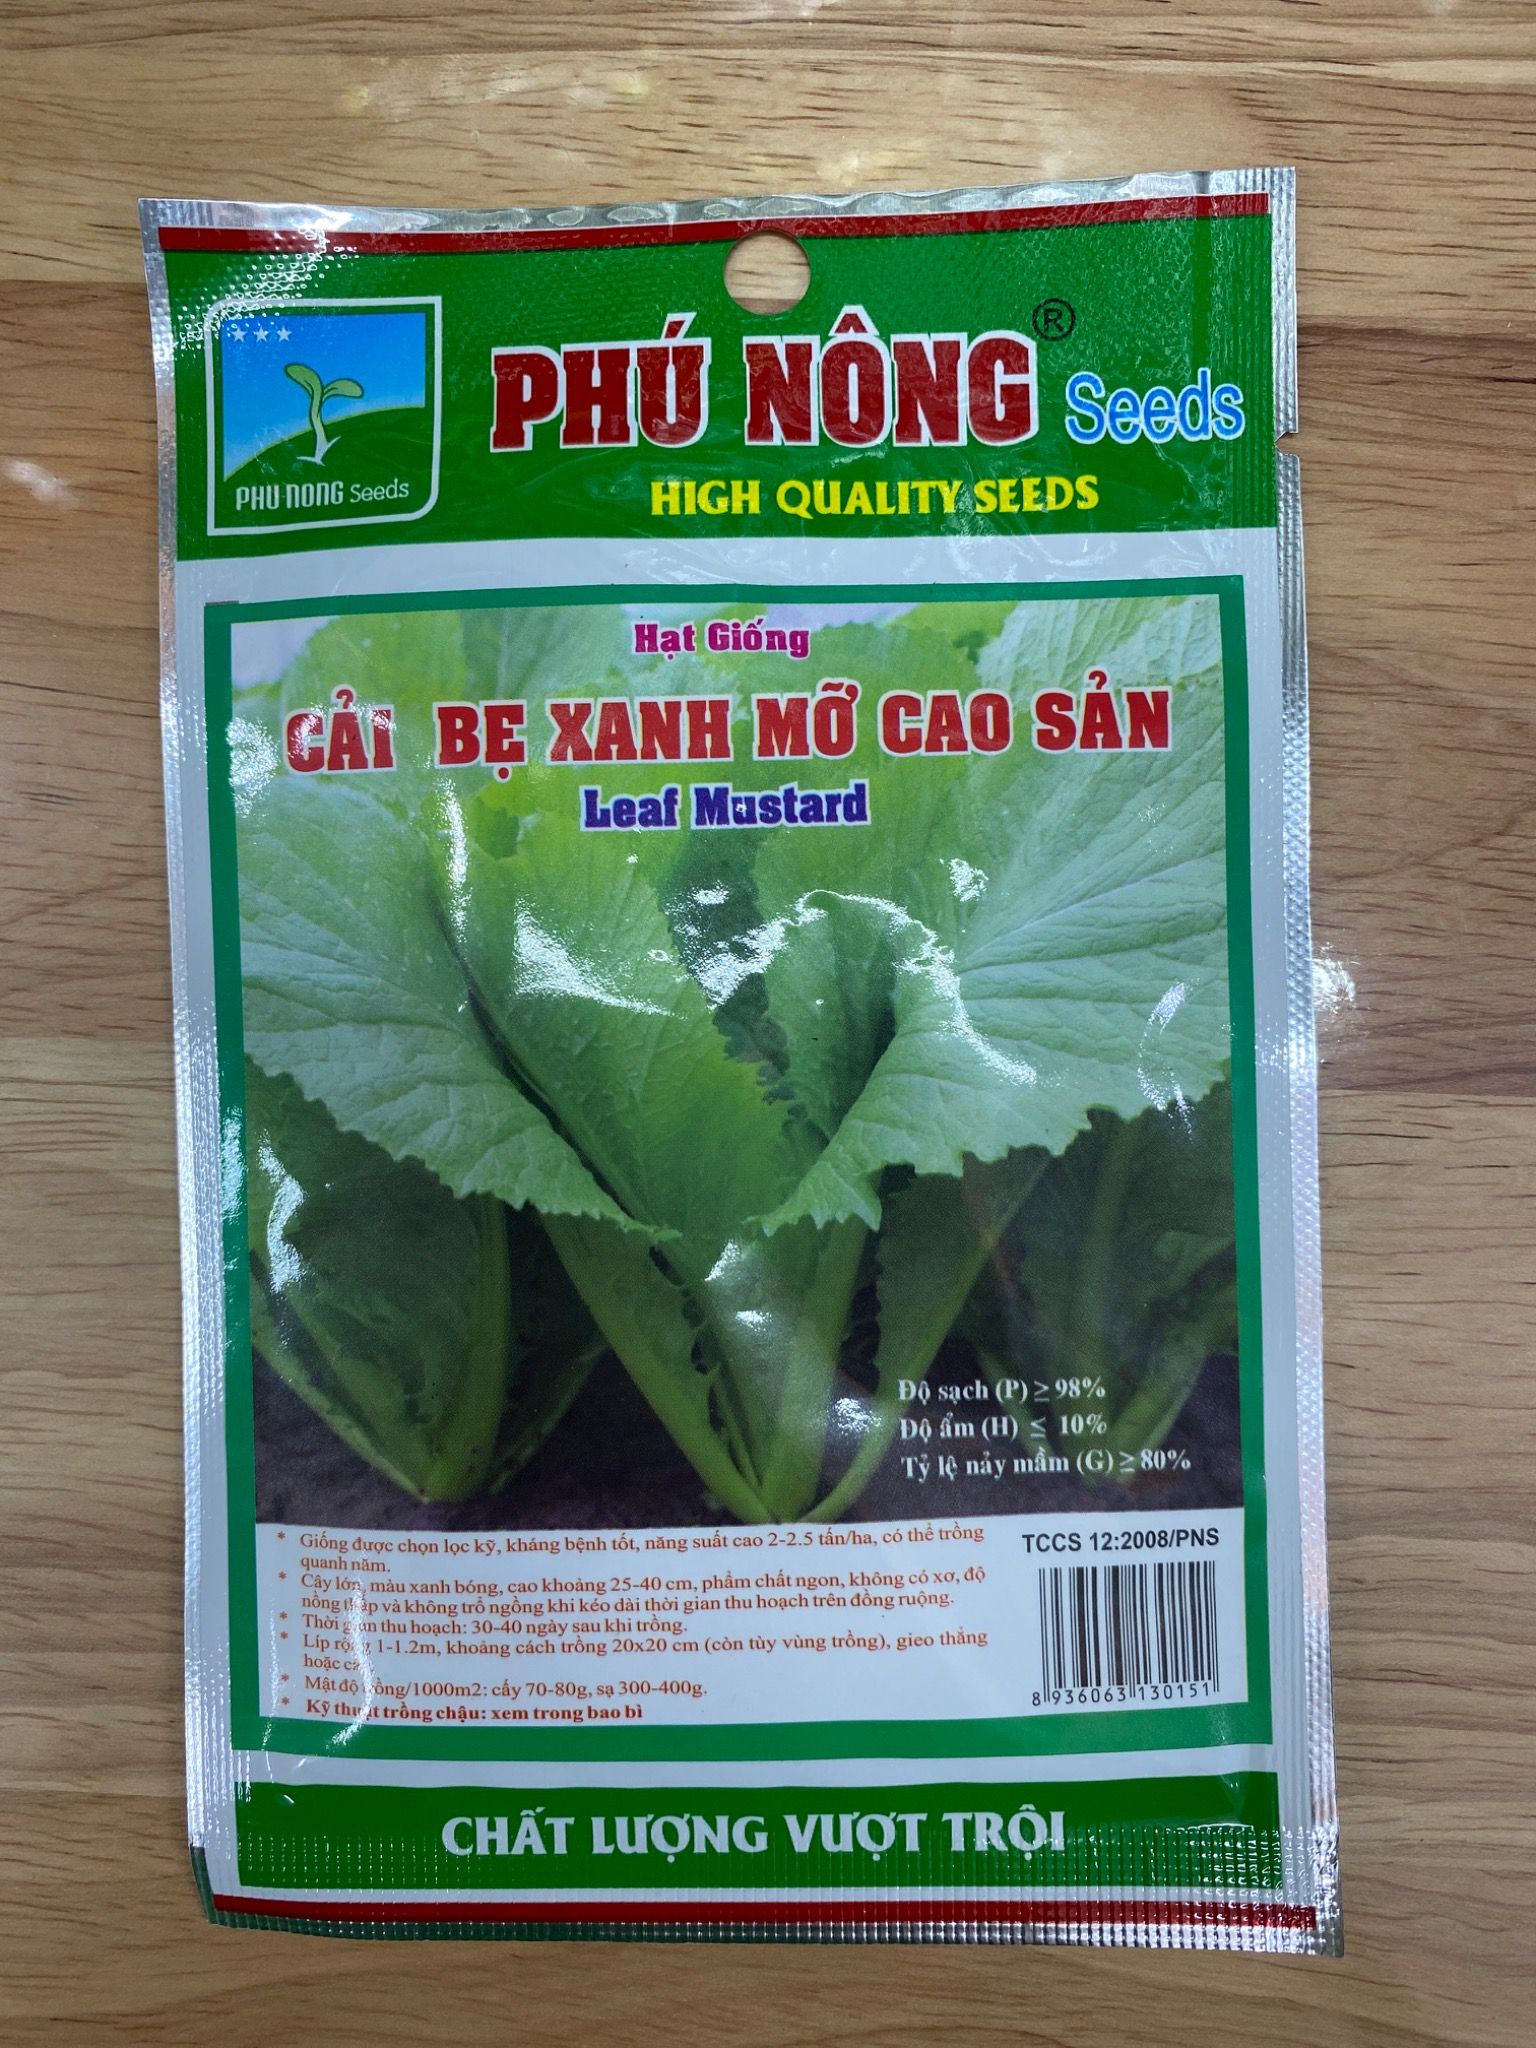 PHÚ NÔNG ® Seeds
HIGH QUALITY SEEDS
PHU NONG Seeds
Hạt Giống
CẢI BẸ XANH MỠ CAO SẢN
Leaf Mustard
Độ sạch (P) ≥ 98%
Độ ẩm (H) ≤ 10%
Tỷ lệ nảy mầm (G) ≥ 80%
* Giống được chọn lọc kỹ, kháng bệnh tốt, năng suất cao 2-2.5 tấn/ha, có thể trồng
quanh năm.
* Cây lớn, màu xanh bóng, cao khoảng 25-40 cm, phẩm chất ngon, không có xơ, độ
nồng thấp và không trổ ngồng khi kéo dài thời gian thu hoạch trên đồng ruộng.
* Thời gian thu hoạch: 30-40 ngày sau khi trồng.
* Líp rộng 1-1.2m, khoảng cách trồng 20x20 cm (còn tùy vùng trồng), gieo thẳng
hoặc
* Mật độ trồng/1000m2: cấy 70-80g, sạ 300-400g.
* Kỹ thuật trồng chậu: xem trong bao bì
TCCS 12:2008/PNS
8 936063 130151
CHẤT LƯỢNG VƯỢT TRỘI